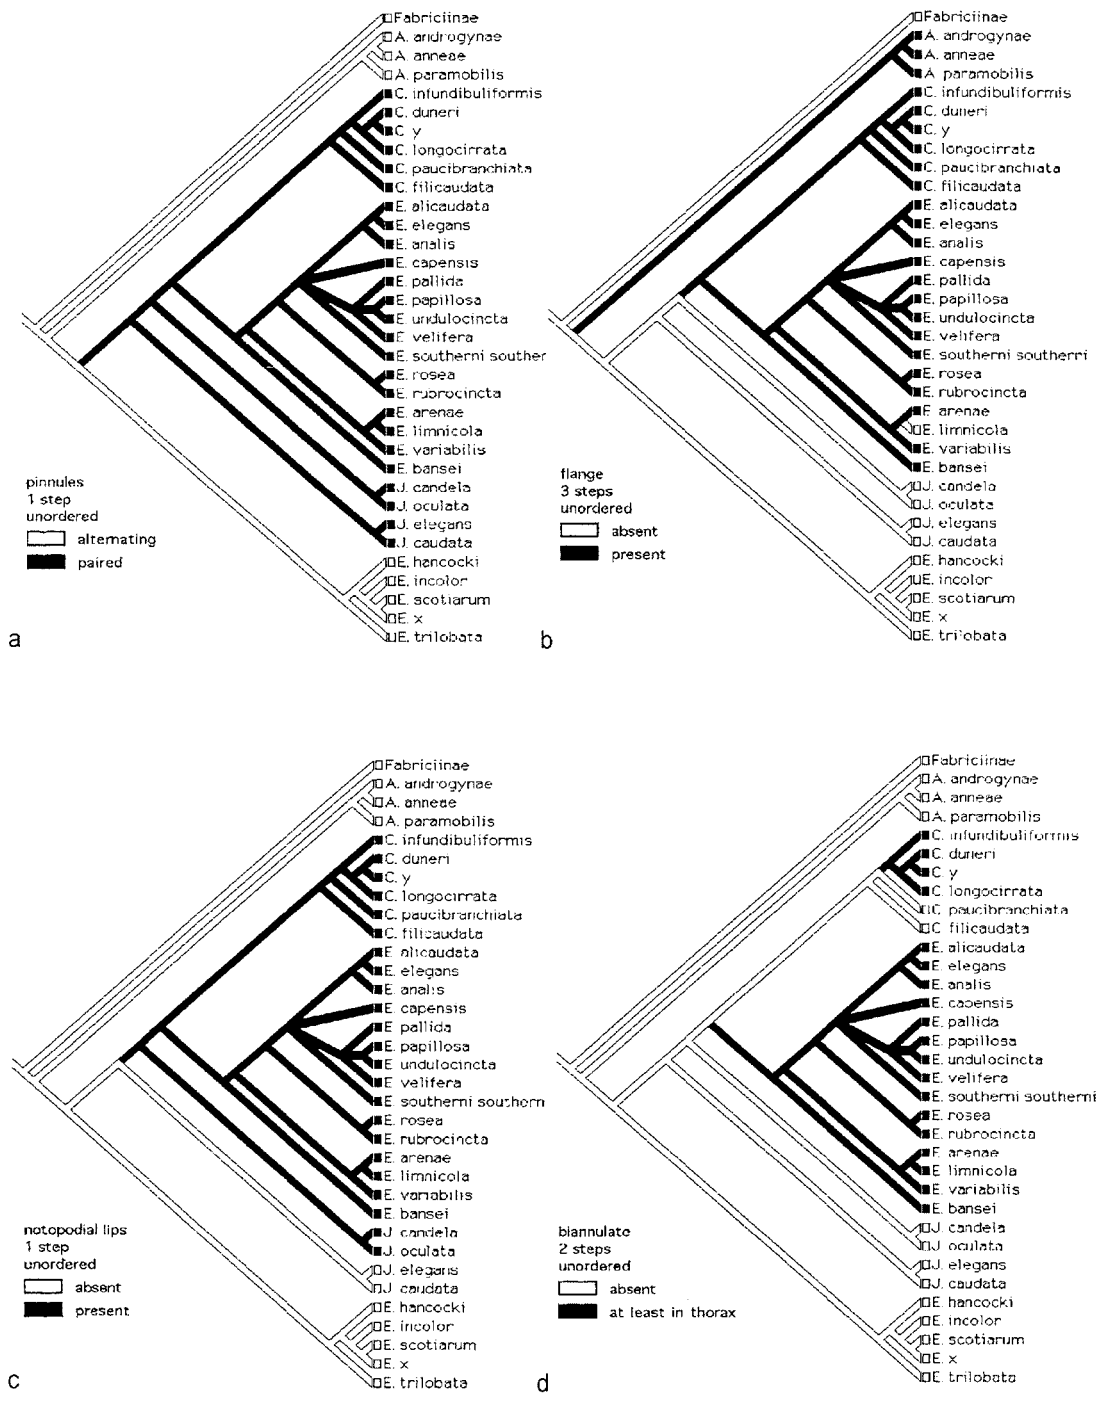 Fabriciinae
A. androgynae
A. anneae
A. paramobilis
C. infundibuliformis
C. duneri
C. y
C. longocirrata
C. paucibranchiata
C. filicaudata
E. alicaudata
E. elegans
E. analis
E. capensis
E. pallida
E. papillosa
E. undulocincta
E. velifera
E. southerni souther
E. rosea
E. rubrocincta
E. arenae
E. limnicola
E. variabilis
E. bansei
J. candela
J. oculata
J. elegans
J. caudata
E. hancocki
E. incolor
E. scotiarum
E. x
E. trilobata
pinnules
1 step
unordered
alternating
paired
a
Fabriciinae
A. androgynae
A. anneae
A paramobilis
C. infundibuliformis
C. duneri
C. y
C. longocirrata
C. paucibranchiata
C. filicaudata
E. alicaudata
E. elegans
E. analis
E. capensis
E. pallida
E. papillosa
E. undulocincta
E. velifera
E. southerni southerni
E. rosea
E. rubrocincta
E. arenae
E. limnicola
E. variabilis
E. bansei
J. candela
J. oculata
J. elegans
J. caudata
E. hancocki
E. incolor
E. scotiarum
E. x
E. trilobata
flange
3 steps
unordered
absent
present
b
Fabriciinae
A. androgynae
A. anneae
A. paramobilis
C. infundibuliformis
C. duneri
C. y
C. longocirrata
C. paucibranchiata
C. filicaudata
E. alicaudata
E. elegans
E. analis
E. capensis
E pallida
E. papillosa
E. undulocincta
E. velifera
E. southerni southern
E. rosea
E. rubrocincta
E. arenae
E. limnicola
E. variabilis
E. bansei
J. candela
J. oculata
J. elegans
J. caudata
E. hancocki
E. incolor
E. scotiarum
E. x
E. trilobata
notopodial lips
1 step
unordered
absent
present
c
Fabriciinae
A. androgynae
A. anneae
A. paramobilis
C. infundibuliformis
C. duneri
C. y
C. longocirrata
C. paucibranchiata
C. filicaudata
E. alicaudata
E. elegans
E. analis
E. capensis
E. pallida
E. papillosa
E. undulocincta
E. velifera
E. southerni southerni
E. rosea
E. rubrocincta
E. arenae
E. limnicola
E. variabilis
E. bansei
J. candela
J. oculata
J. elegans
J. caudata
E. hancocki
E. incolor
E. scotiarum
E. x
E. trilobata
biannulate
2 steps
unordered
absent
at least in thorax
d